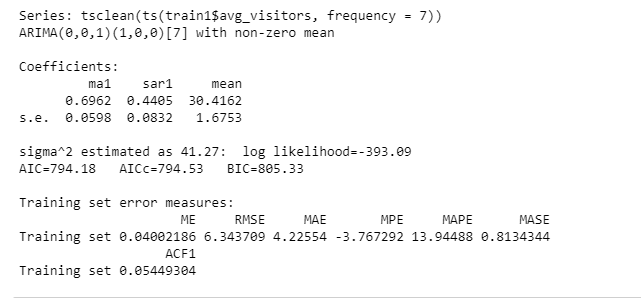 Series: tsclean(ts(train1$avg_visitors, frequency = 7))
ARIMA(0,0,1)(1,0,0)[7] with non-zero mean
Coefficients:
ma1 sar1 mean
0.6962 0.4405 30.4162
s.e. 0.0598 0.0832 1.6753
sigma^2 estimated as 41.27: log likelihood=-393.09
AIC=794.18 AICc=794.53 BIC=805.33
Training set error measures:
ME RMSE MAE MPE MAPE MASE
Training set 0.04002186 6.343709 4.22554 -3.767292 13.94488 0.8134344
ACF1
Training set 0.05449304